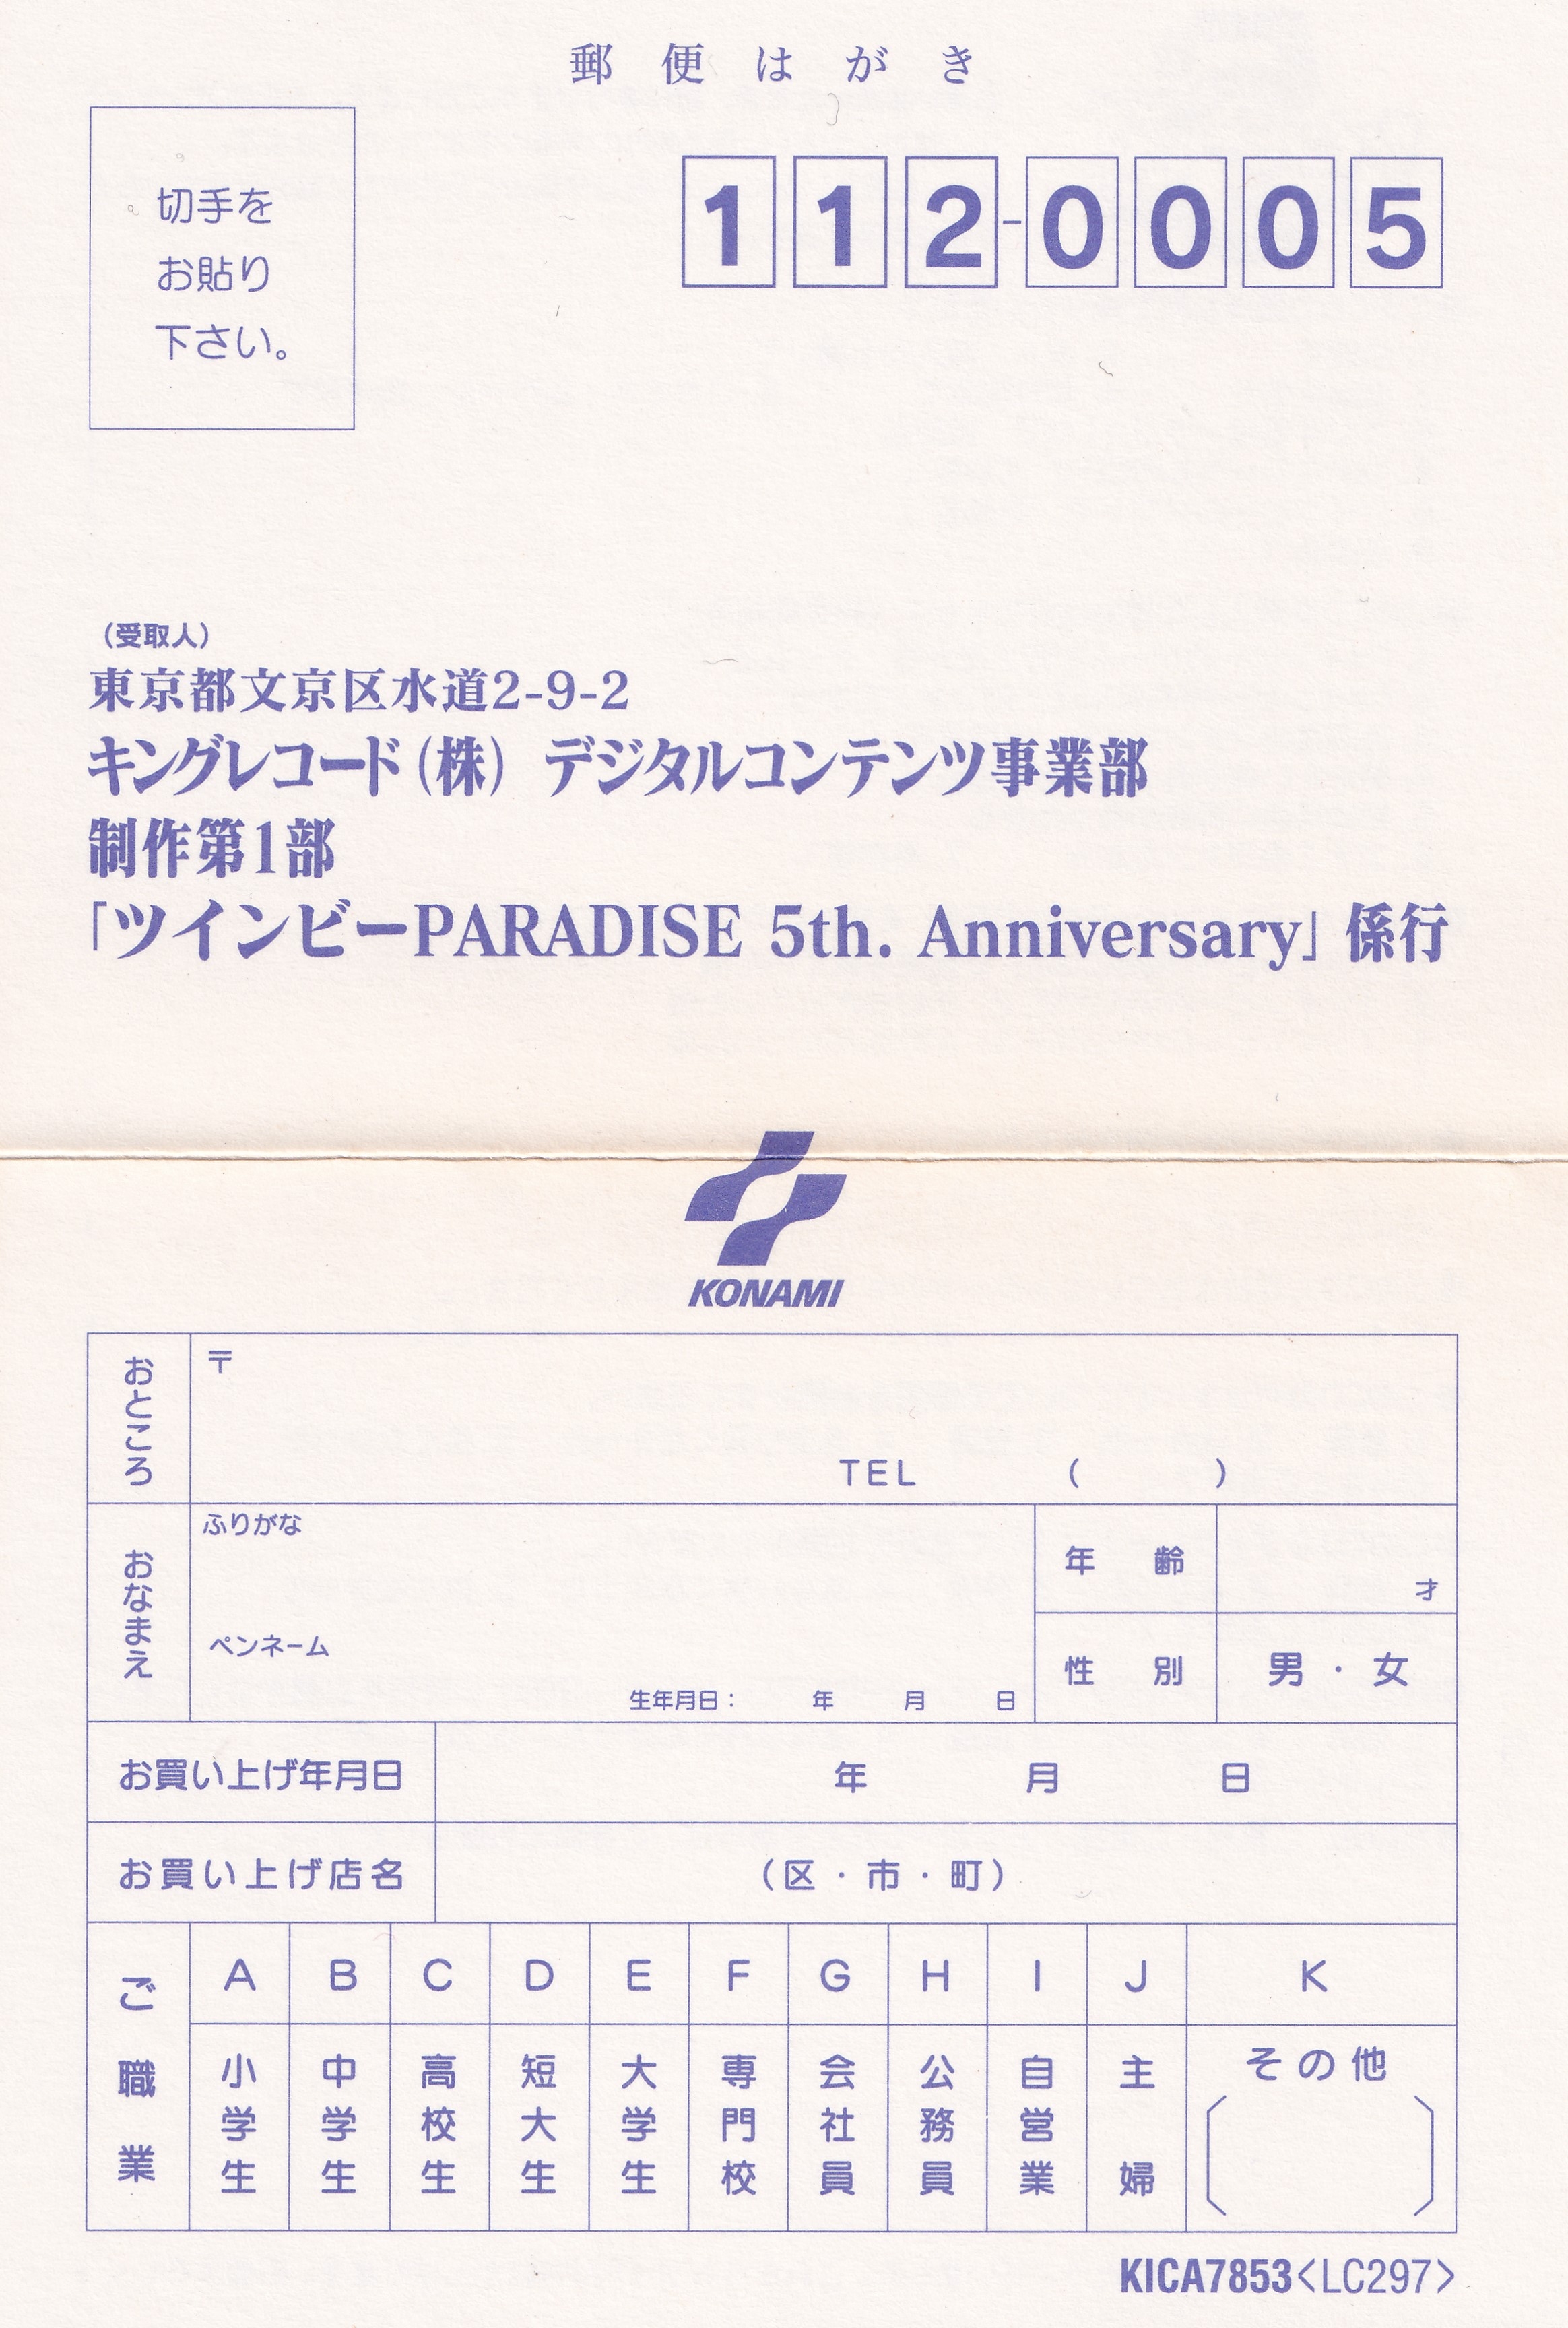 郵便はがき
切手を
お貼り
下さい。
112-0005
（受取人）
東京都文京区水道2-9-2
キングレコード（株） デジタルコンテンツ事業部
制作第1部
「ツインビーPARADISE 5th. Anniversary」係行
KONAMI
おところ
〒
TEL （ ）
おなまえ
ふりがな
ペンネーム
生年月日： 年 月 日
年齢
才
性別
男・女
お買い上げ年月日
年 月 日
お買い上げ店名
（区・市・町）
ご職業
A B C D E F G H I J K
小学生
中学生
高校生
短大生
大学生
専門校
会社員
公務員
自営業
主婦
その他
KICA7853<LC297>